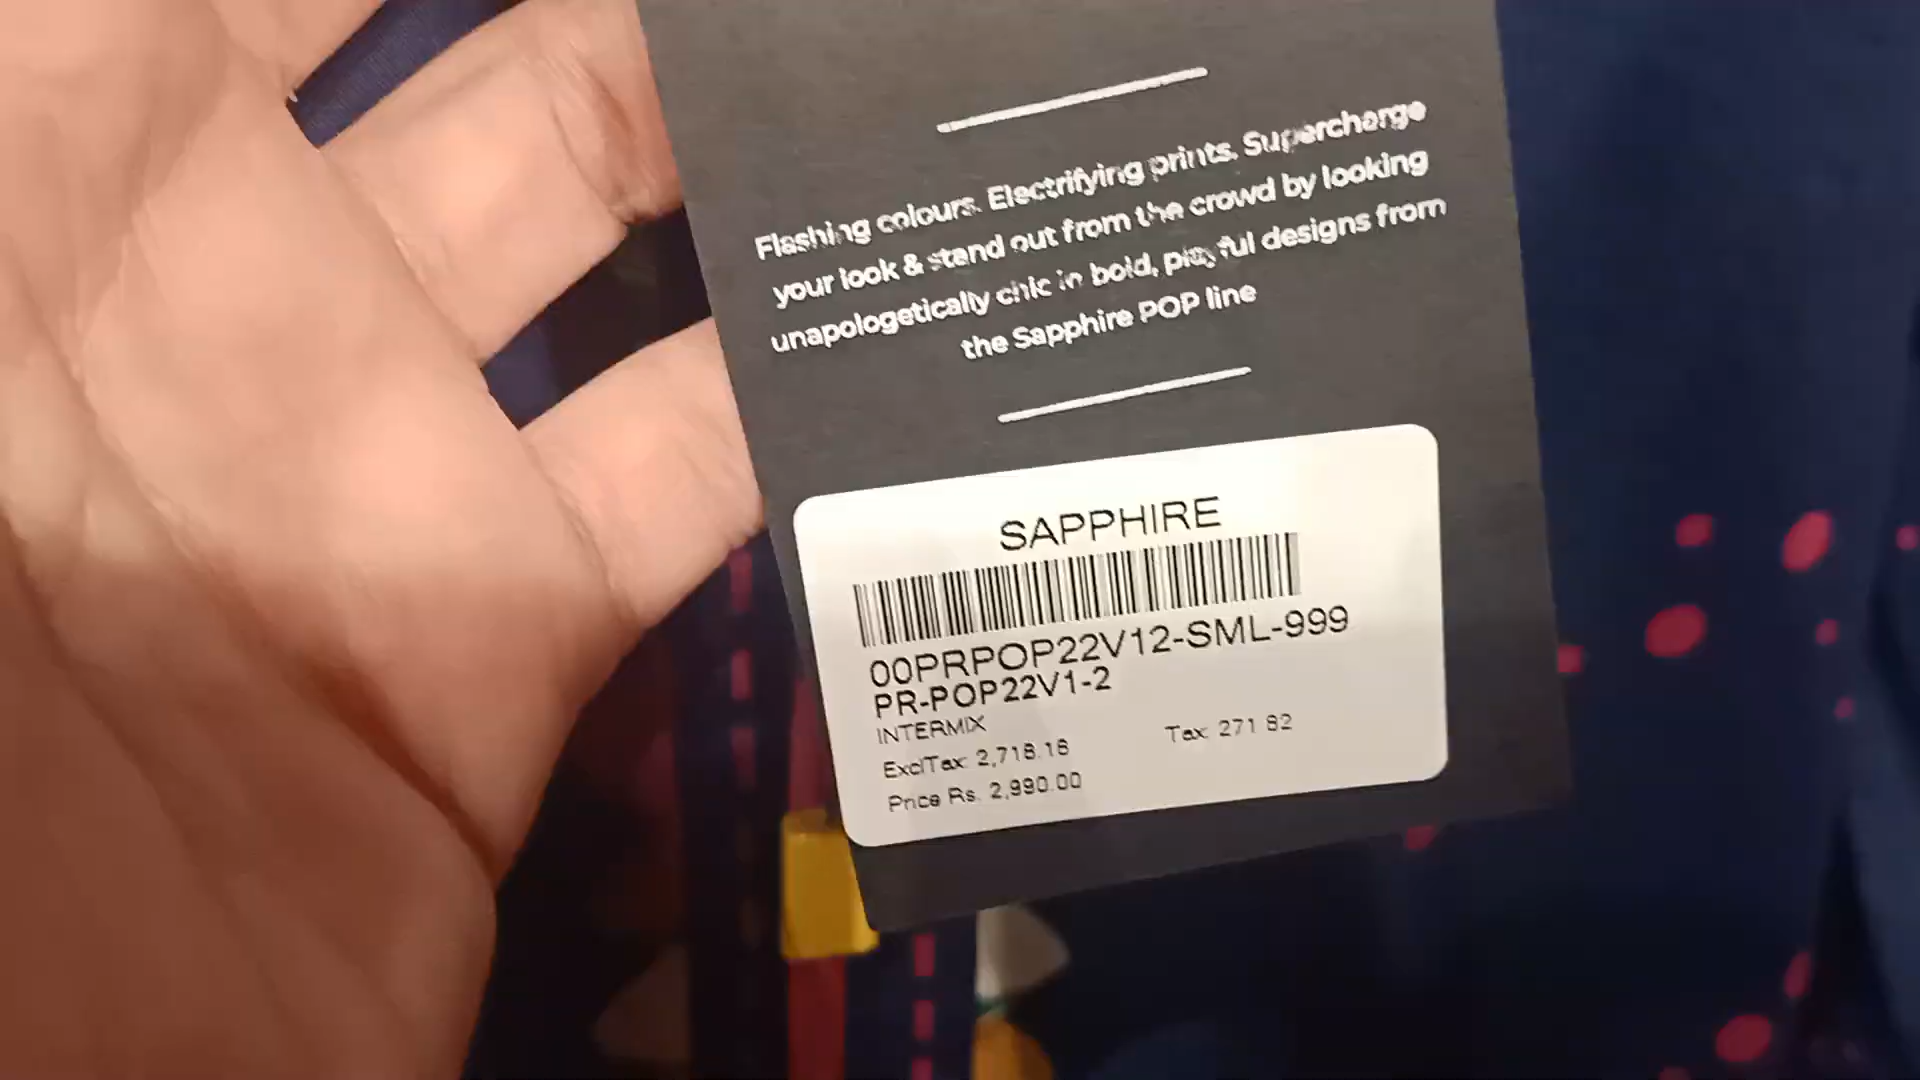 Flashing colours. Electrifying prints. Supercharge
your look & stand out from the crowd by looking
unapologetically chic in bold, playful designs from
the Sapphire POP line
SAPPHIRE
00PRPOP22V12-SML-999
PR-POP22V1-2
INTERMIX
ExclTax: 2,718.18
Tax: 271.82
Price Rs. 2,990.00